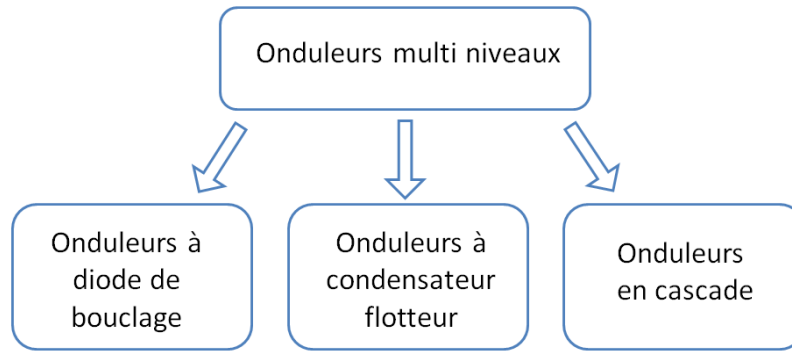 Onduleurs multi niveaux
Onduleurs à
diode de
bouclage
Onduleurs à
condensateur
flotteur
Onduleurs
en cascade